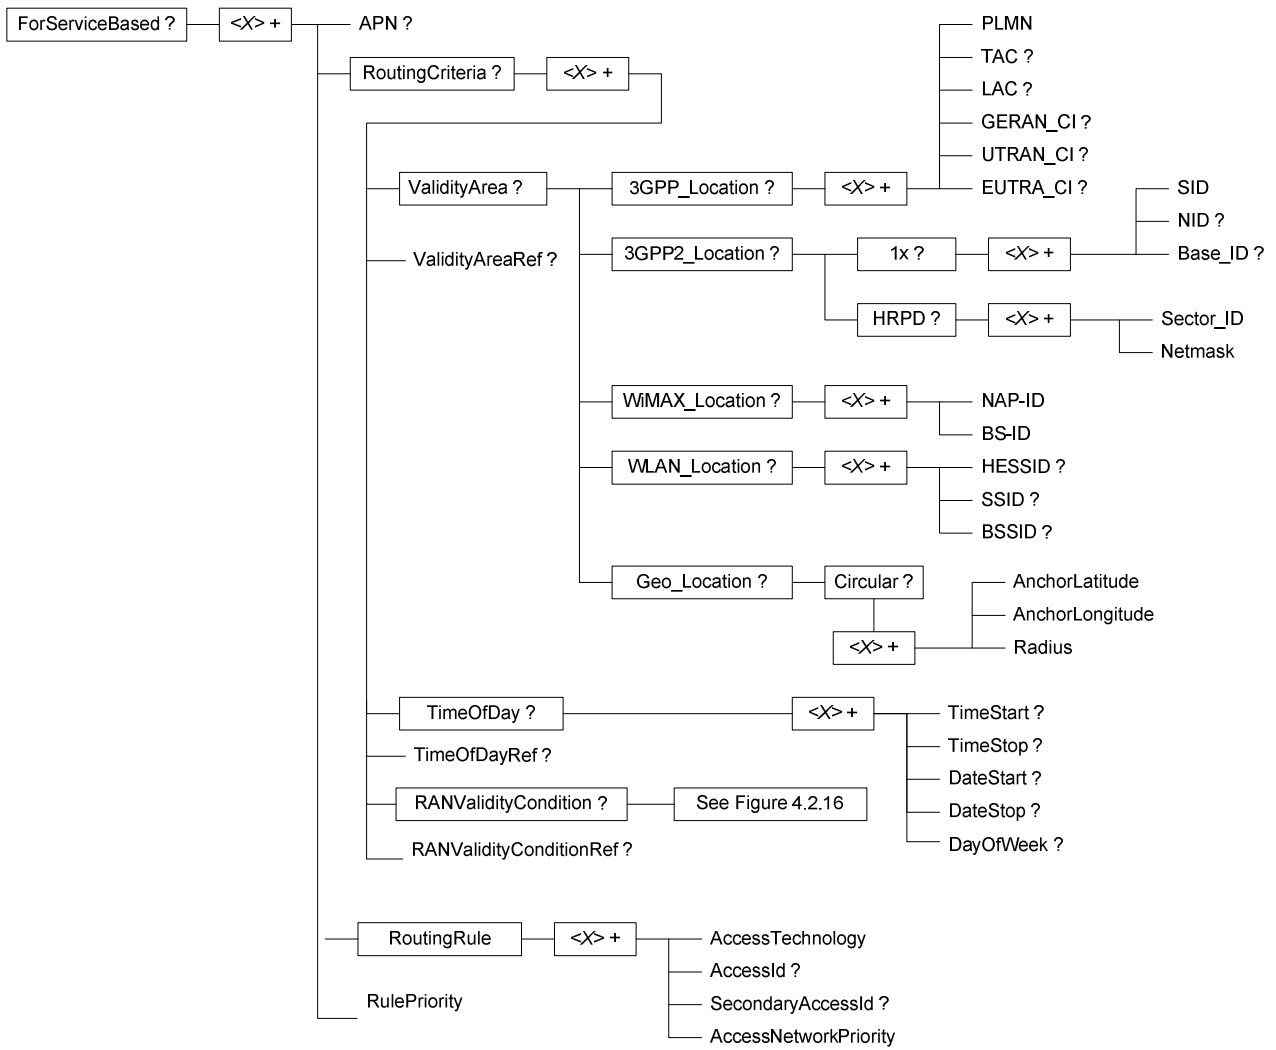 ForServiceBased ?
<X> +
APN ?
RoutingCriteria ?
<X> +
ValidityArea ?
3GPP_Location ?
<X> +
PLMN
TAC ?
LAC ?
GERAN_CI ?
UTRAN_CI ?
EUTRA_CI ?
ValidityAreaRef ?
3GPP2_Location ?
1x ?
<X> +
SID
NID ?
Base_ID ?
HRPD ?
<X> +
Sector_ID
Netmask
WiMAX_Location ?
<X> +
NAP-ID
BS-ID
WLAN_Location ?
<X> +
HESSID ?
SSID ?
BSSID ?
Geo_Location ?
Circular ?
<X> +
AnchorLatitude
AnchorLongitude
Radius
TimeOfDay ?
<X> +
TimeStart ?
TimeStop ?
DateStart ?
DateStop ?
DayOfWeek ?
TimeOfDayRef ?
RANValidityCondition ?
See Figure 4.2.16
RANValidityConditionRef ?
RoutingRule
<X> +
AccessTechnology
AccessId ?
SecondaryAccessId ?
AccessNetworkPriority
RulePriority